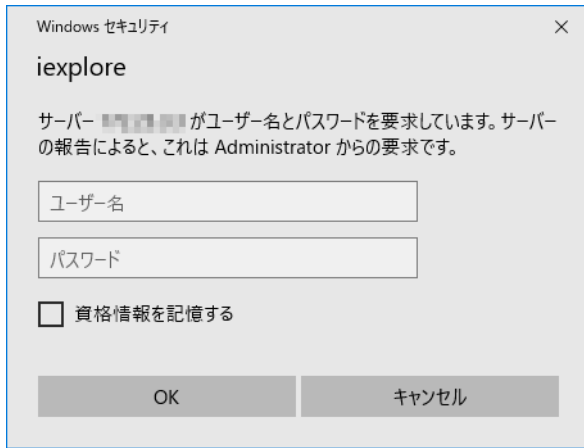 Windows セキュリティ
iexplore
サーバー がユーザー名とパスワードを要求しています。サーバー
の報告によると、これは Administrator からの要求です。
ユーザー名
パスワード
資格情報を記憶する
OK
キャンセル